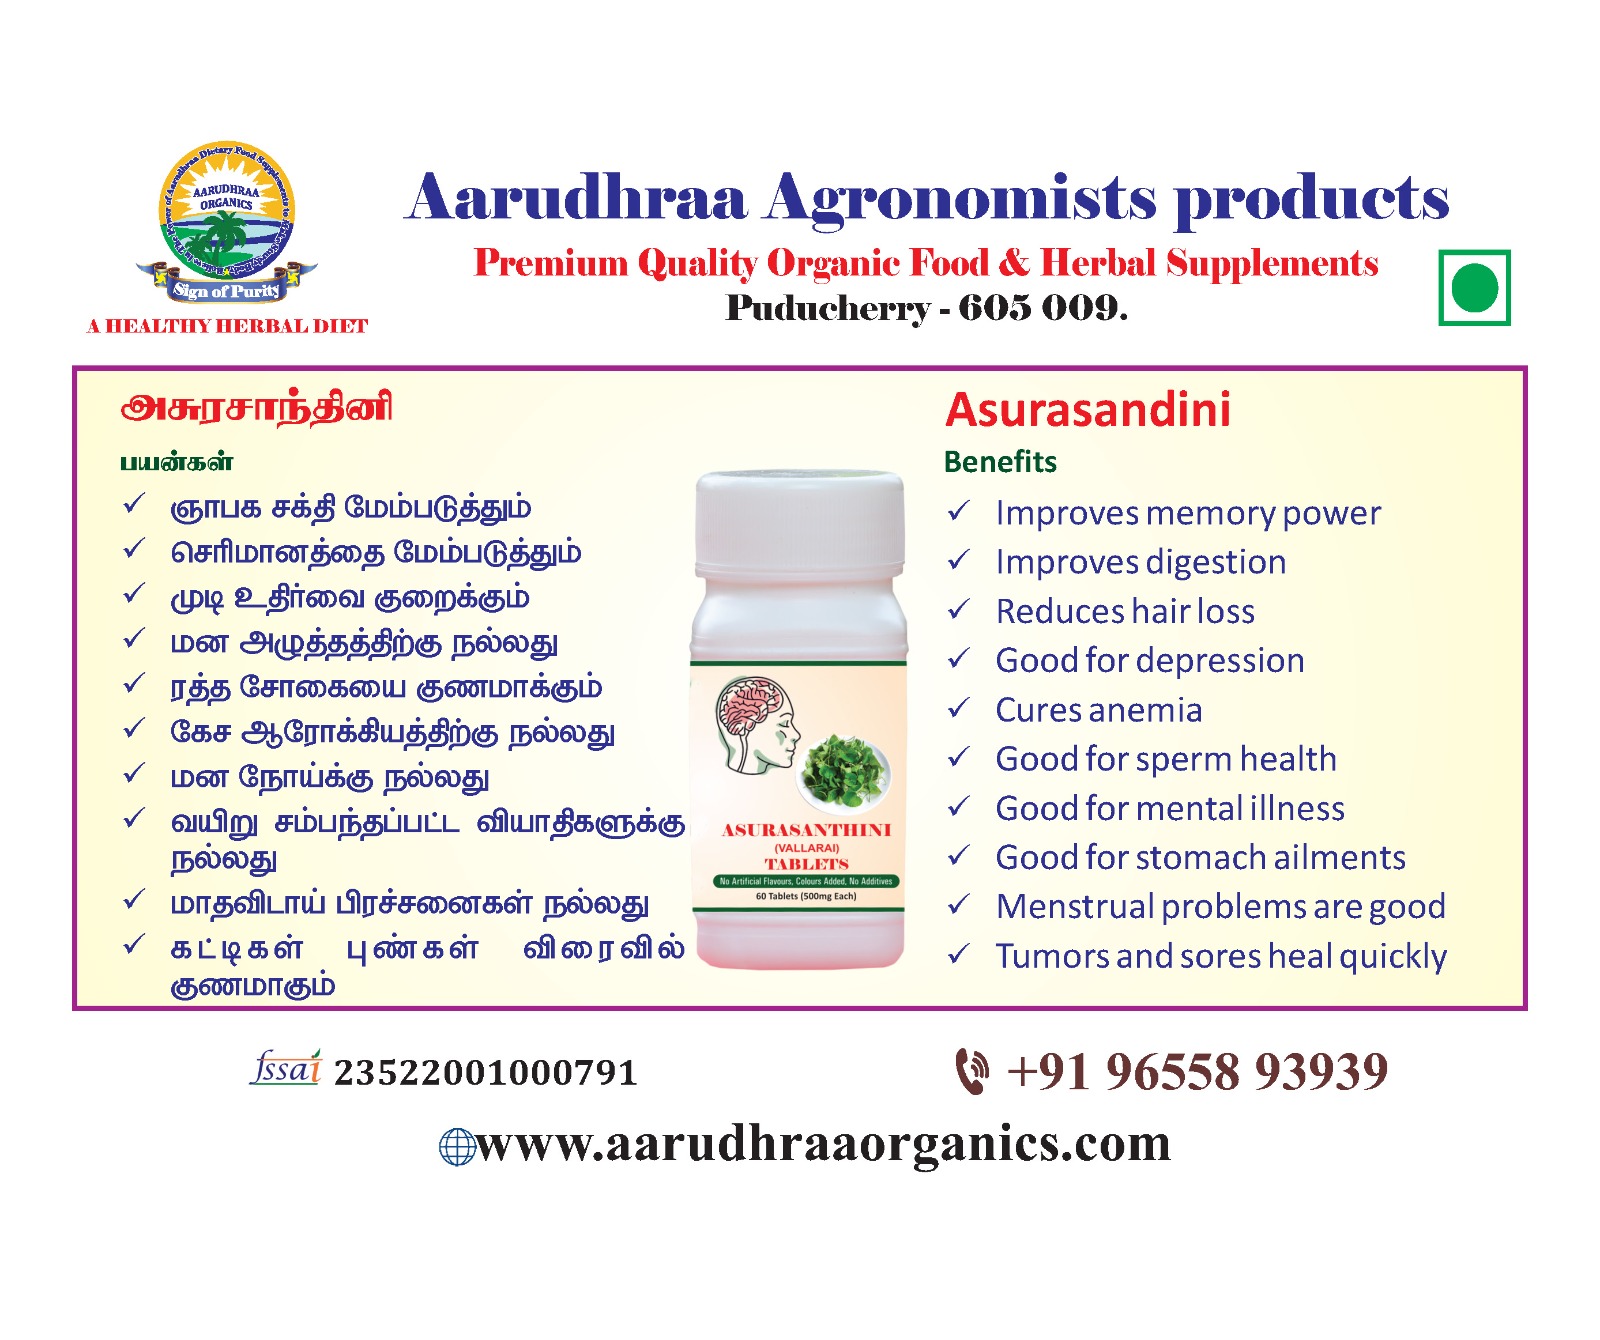 AARUDHRAA
ORGANICS
Sign of Purity
A HEALTHY HERBAL DIET
Aarudhraa Agronomists products
Premium Quality Organic Food & Herbal Supplements
Puducherry - 605 009.
அசுரசாந்தினி
பயன்கள்
✓ ஞாபக சக்தி மேம்படுத்தும்
✓ செரிமானத்தை மேம்படுத்தும்
✓ முடி உதிர்வை குறைக்கும்
✓ மன அழுத்தத்திற்கு நல்லது
✓ ரத்த சோகையை குணமாக்கும்
✓ கேச ஆரோக்கியத்திற்கு நல்லது
✓ மன நோய்க்கு நல்லது
✓ வயிறு சம்பந்தப்பட்ட வியாதிகளுக்கு
நல்லது
✓ மாதவிடாய் பிரச்சனைகள் நல்லது
✓ கட்டிகள் புண்கள் விரைவில்
குணமாகும்
ASURASANTHINI
(VALLARAI)
TABLETS
No Artificial Flavours, Colours Added, No Additives
60 Tablets (500mg Each)
Asurasandini
Benefits
✓ Improves memory power
✓ Improves digestion
✓ Reduces hair loss
✓ Good for depression
✓ Cures anemia
✓ Good for sperm health
✓ Good for mental illness
✓ Good for stomach ailments
✓ Menstrual problems are good
✓ Tumors and sores heal quickly
fssai 23522001000791
+91 96558 93939
www.aarudhraaorganics.com